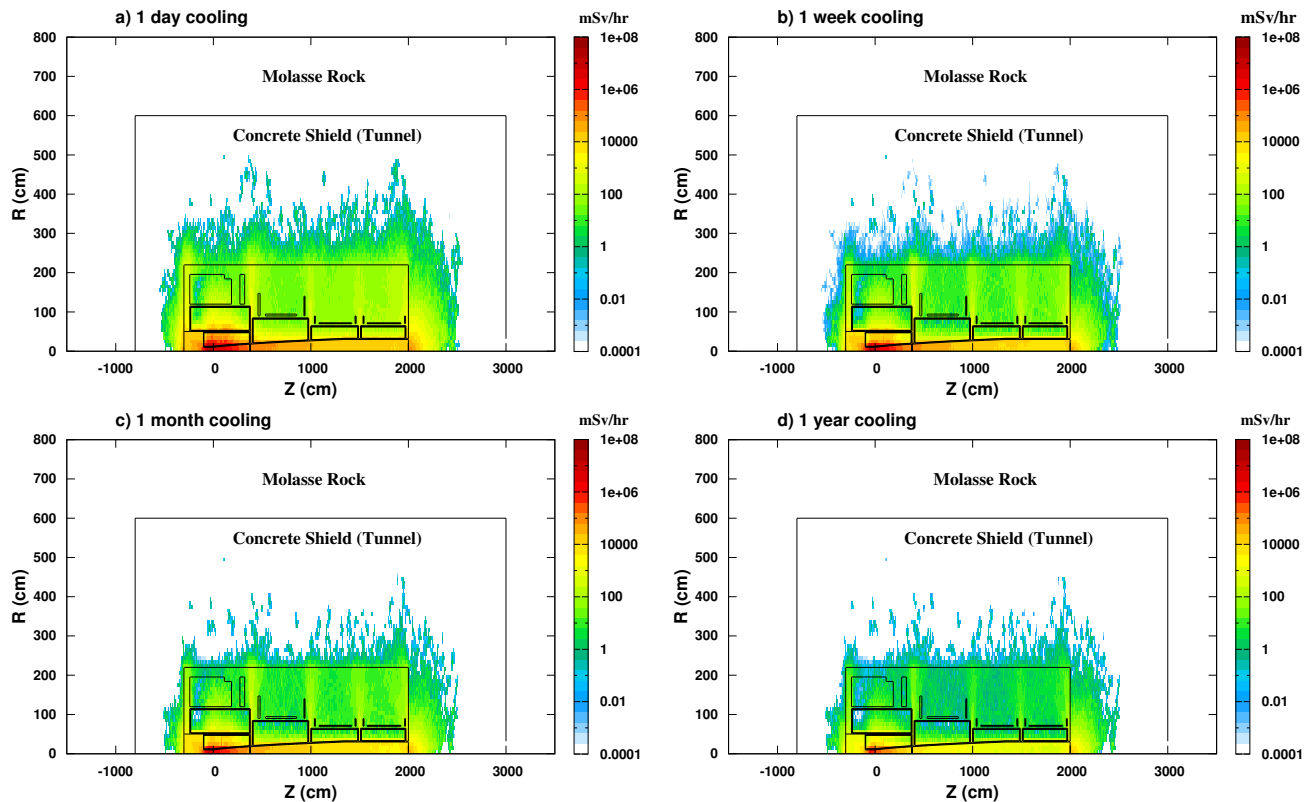 a) 1 day cooling
mSv/hr
800
700
600
500
400
300
200
100
0
R (cm)
Molasse Rock
Concrete Shield (Tunnel)
-1000 0 1000 2000 3000
Z (cm)
1e+08
1e+06
10000
100
1
0.01
0.0001
b) 1 week cooling
mSv/hr
800
700
600
500
400
300
200
100
0
R (cm)
Molasse Rock
Concrete Shield (Tunnel)
-1000 0 1000 2000 3000
Z (cm)
1e+08
1e+06
10000
100
1
0.01
0.0001
c) 1 month cooling
mSv/hr
800
700
600
500
400
300
200
100
0
R (cm)
Molasse Rock
Concrete Shield (Tunnel)
-1000 0 1000 2000 3000
Z (cm)
1e+08
1e+06
10000
100
1
0.01
0.0001
d) 1 year cooling
mSv/hr
800
700
600
500
400
300
200
100
0
R (cm)
Molasse Rock
Concrete Shield (Tunnel)
-1000 0 1000 2000 3000
Z (cm)
1e+08
1e+06
10000
100
1
0.01
0.0001